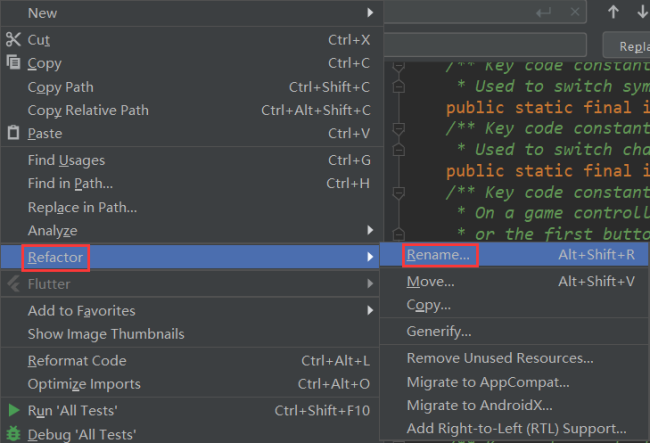 New
Cut Ctrl+X
Copy Ctrl+C
Copy Path Ctrl+Shift+C
Copy Relative Path Ctrl+Alt+Shift+C
Paste Ctrl+V
Find Usages Ctrl+G
Find in Path... Ctrl+H
Replace in Path...
Analyze
Refactor
Flutter
Add to Favorites
Show Image Thumbnails
Reformat Code Ctrl+Alt+L
Optimize Imports Ctrl+Alt+O
Run 'All Tests' Ctrl+Shift+F10
Debug 'All Tests'
Repla
/** Key code constant
* Used to switch sym
public static final i
/** Key code constant
* Used to switch cha
public static final i
/** Key code constant
* On a game controll
* or the first butto
Rename... Alt+Shift+R
Move... Alt+Shift+V
Copy...
Generify...
Remove Unused Resources...
Migrate to AppCompat...
Migrate to AndroidX...
Add Right-to-Left (RTL) Support...